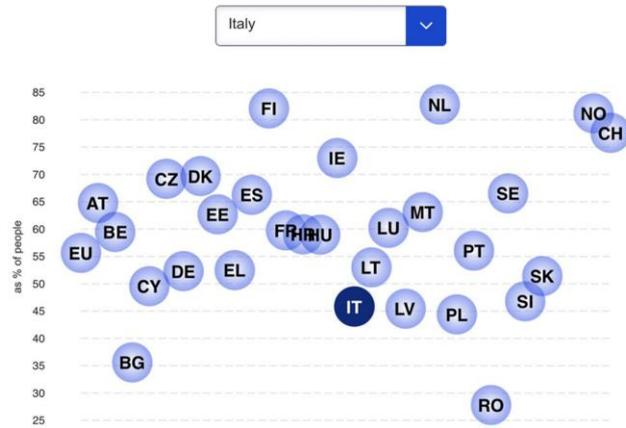 Italy
85
80
75
70
65
60
55
50
45
40
35
30
25
as % of people
EU
AT
BE
BG
CY
CZ
DE
DK
EE
EL
ES
FI
FR
HR
HU
IE
IT
LT
LU
LV
MT
NL
PL
PT
RO
SE
SI
SK
NO
CH